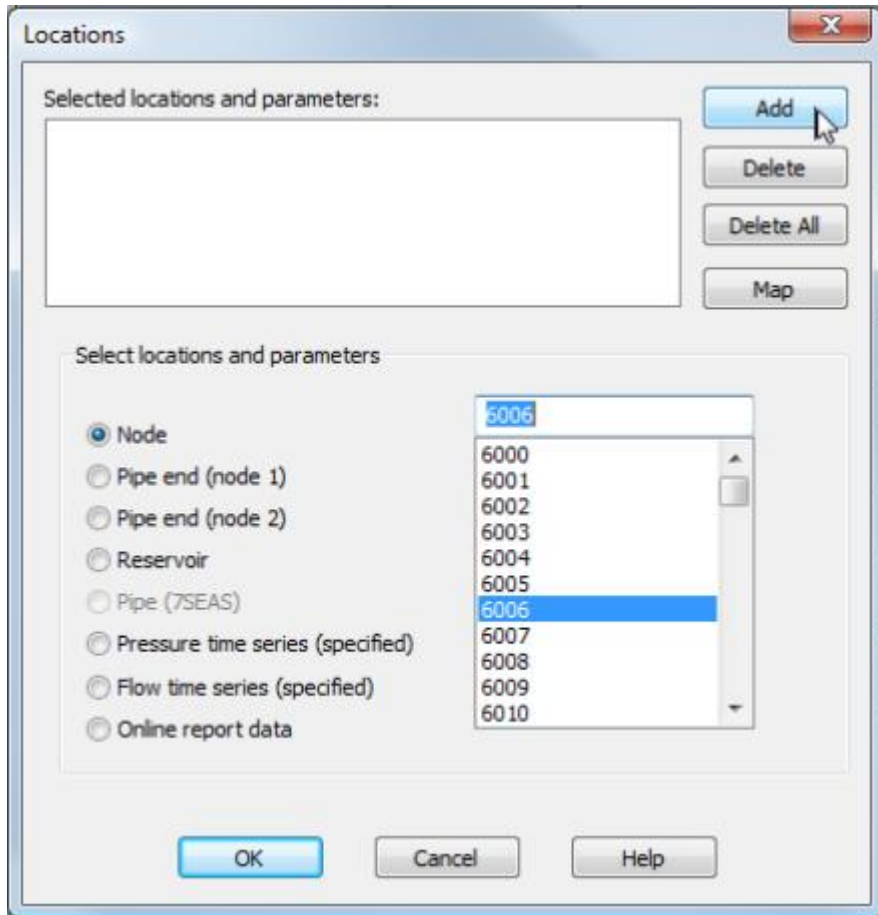 Locations
Selected locations and parameters:
Add
Delete
Delete All
Map
Select locations and parameters
Node
Pipe end (node 1)
Pipe end (node 2)
Reservoir
Pipe (7SEAS)
Pressure time series (specified)
Flow time series (specified)
Online report data
6006
6000
6001
6002
6003
6004
6005
6006
6007
6008
6009
6010
OK
Cancel
Help